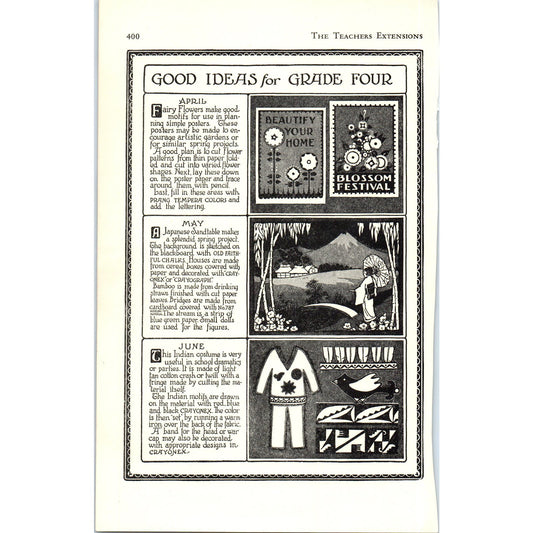 400
THE TEACHERS EXTENSIONS
GOOD IDEAS for GRADE FOUR
APRIL
Fairy Flowers make good
motifs for use in plan-
ning simple posters. These
posters may be made to en-
courage artistic gardens or
for similar spring projects.
A good plan is to cut flower
patterns from thin paper fold-
ed and cut into varied flower
shapes. Next, lay these down
on the poster paper and trace
around them with pencil.
Last, fill in these areas with
PRANG TEMPERA COLORS and
add the lettering.
BEAUTIFY
YOUR
HOME
BLOSSOM
FESTIVAL
MAY
A Japanese sandtable makes
a splendid spring project.
The background is sketched on
the blackboard with OLD FAITH-
FUL CHALKS. Houses are made
from cereal boxes covered with
paper and decorated with "CRAY-
ONEX" or "CRAYOGRAPH".
Bamboo is made from drinking
straws finished with cut paper
leaves. Bridges are made from
cardboard covered with No. 787
The stream is a strip of
blue green paper. Small dolls
are used for the figures.
JUNE
This Indian costume is very
useful in school dramatics
or parties. It is made of light
tan cotton crash or twill with a
fringe made by cutting the ma-
terial itself.
The Indian motifs are drawn
on the material with red, blue
and black CRAYONEX. The color
is then "set" by running a warm
iron over the back of the fabric.
A band for the head or war
cap may also be decorated
with appropriate designs in
CRAYONEX.